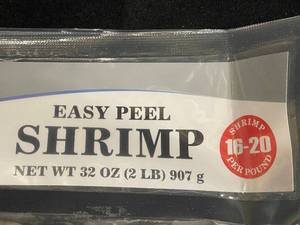 EASY PEEL
SHRIMP
NET WT 32 OZ (2 LB) 907 g
SHRIMP
16-20
PER POUND